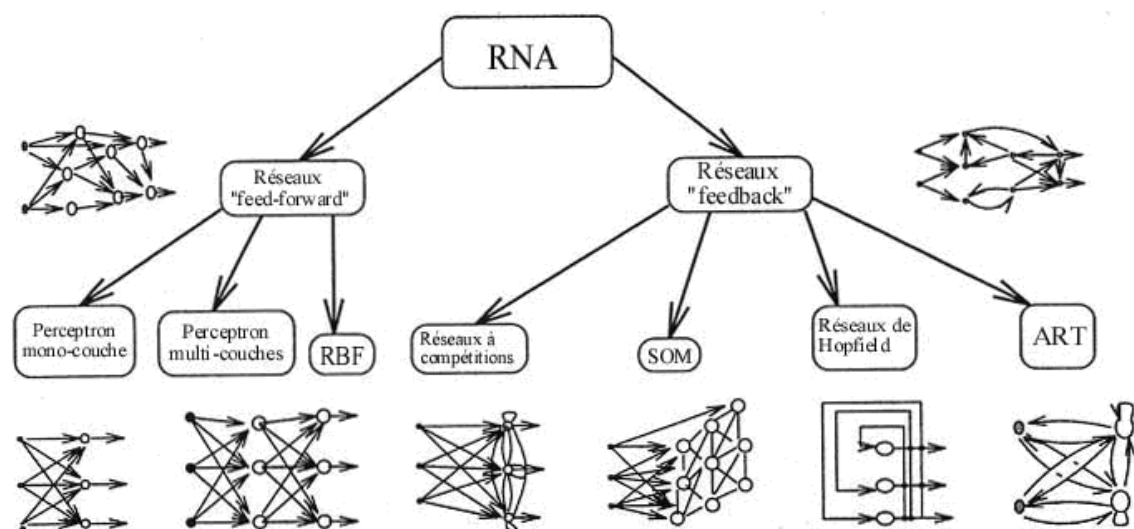 RNA
Réseaux
"feed-forward"
Réseaux
"feedback"
Perceptron
mono-couche
Perceptron
multi-couches
RBF
Réseaux à
compétitions
SOM
Réseaux de
Hopfield
ART